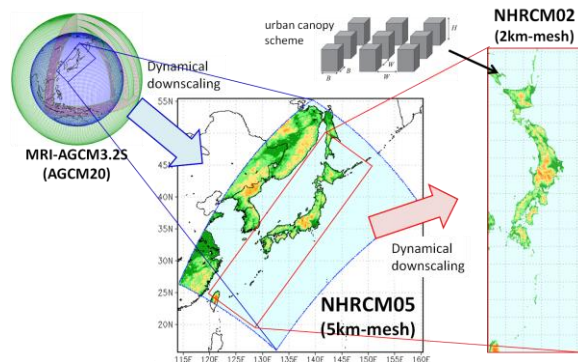 urban canopy
scheme
H
B
B
W
W
NHRCM02
(2km-mesh)
Dynamical
downscaling
MRI-AGCM3.2S
(AGCM20)
55N
50N
45N
40N
35N
30N
25N
20N
Dynamical
downscaling
NHRCM05
(5km-mesh)
115E 120E 125E 130E 135E 140E 145E 150E 155E 160E